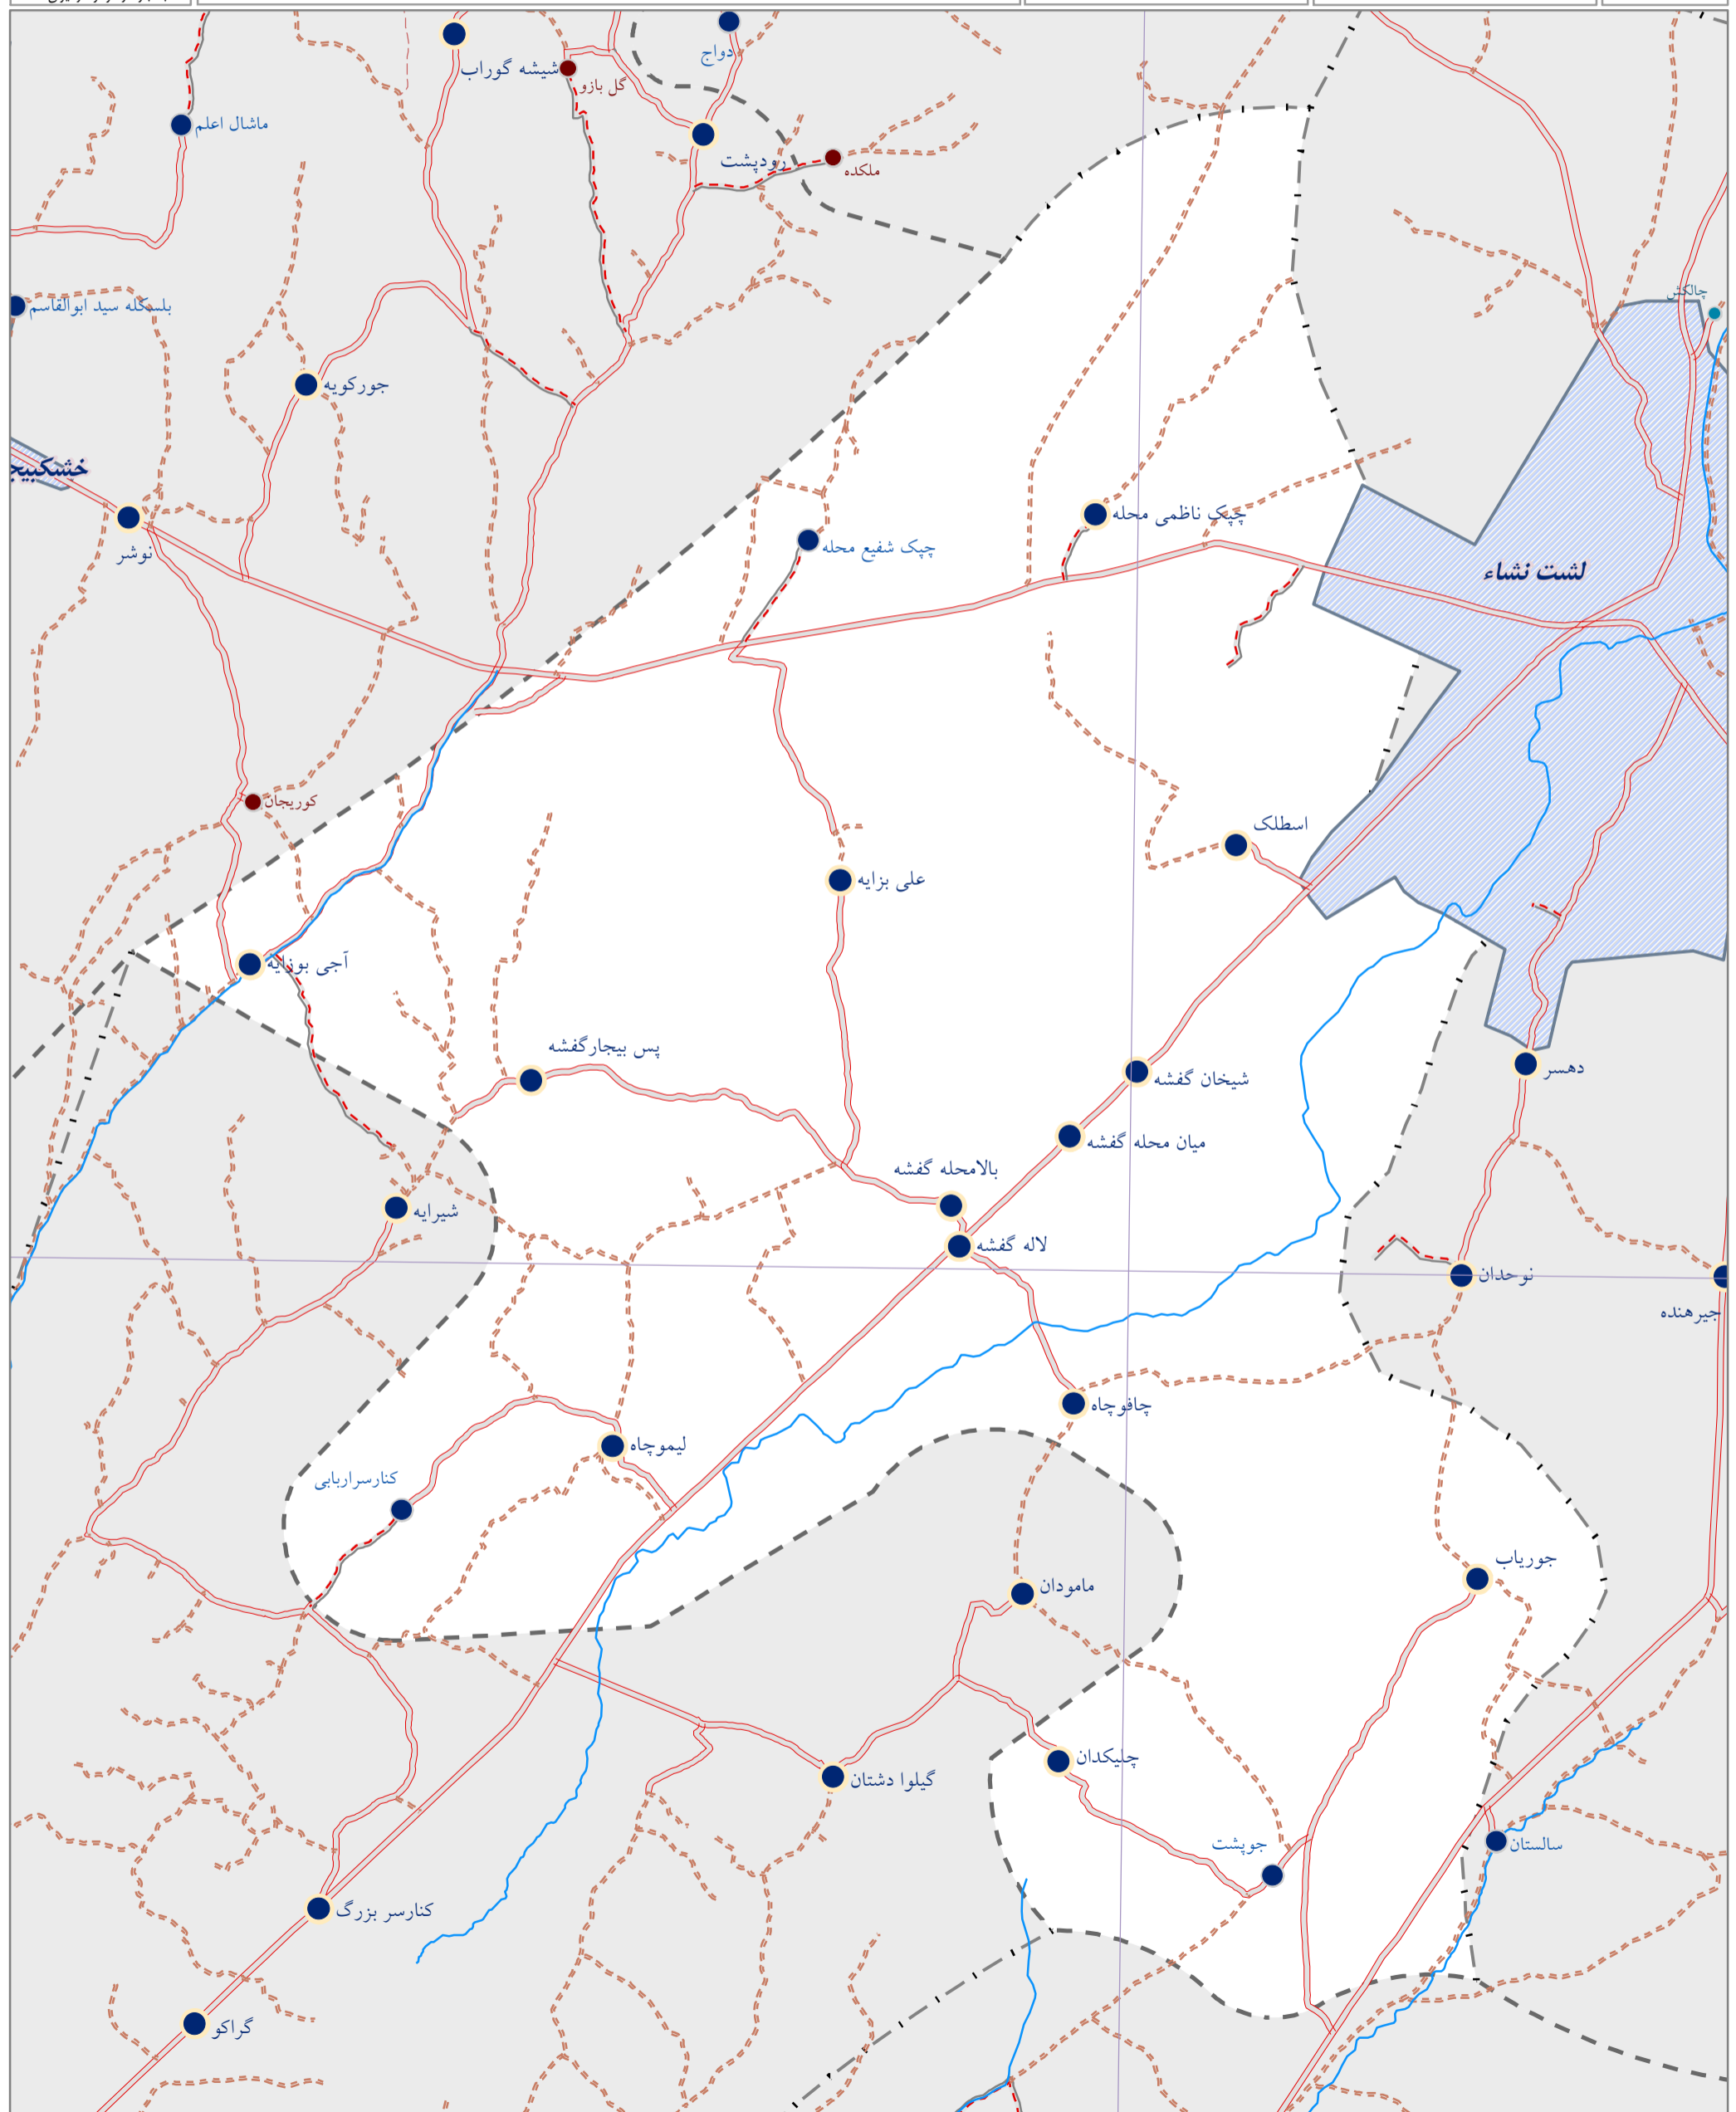 دواج
شیشه گوراب
گل بازو
ماشال اعلم
رودپشت
ملکده
چالکش
بلسکله سید ابوالقاسم
جورکویه
نوشر
چپک ناظمی محله
چپک شفیع محله
لشت نشاء
کوریجان
اسطلک
علی بزایه
آجی بوزایه
پس بیجارگفشه
شیخان گفشه
دهسر
میان محله گفشه
بالامحله گفشه
شیرایه
لاله گفشه
نوحدان
جیرهنده
چافوچاه
لیموچاه
کنارسراربابی
جورباب
مامودان
چلیکدان
گیلوا دشتان
جوپشت
سالستان
کنارسر بزرگ
گراکو